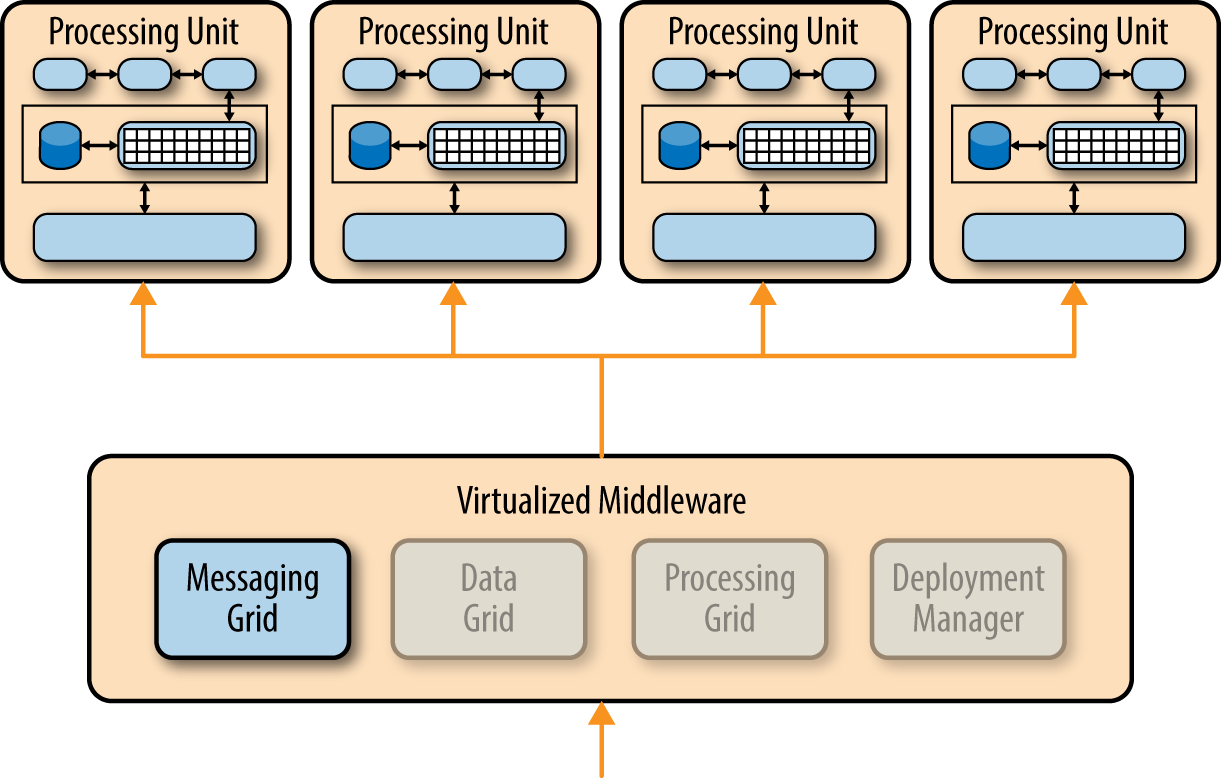 Processing Unit
Processing Unit
Processing Unit
Processing Unit
Virtualized Middleware
Messaging
Grid
Data
Grid
Processing
Grid
Deployment
Manager